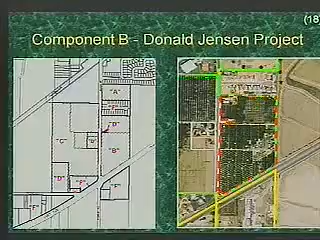 (18
Component B - Donald Jensen Project
"A"
"F"
"D"
"C"
"D"
"B"
"D"
"F"
"F"
"F"